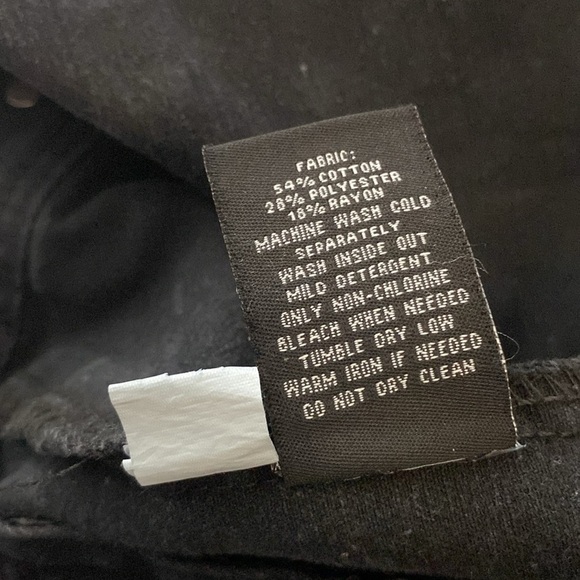 FABRIC:
54% COTTON
28% POLYESTER
18% RAYON
MACHINE WASH COLD
SEPARATELY
WASH INSIDE OUT
MILD DETERGENT
ONLY NON-CHLORINE
BLEACH WHEN NEEDED
TUMBLE DRY LOW
WARM IRON IF NEEDED
DO NOT DRY CLEAN